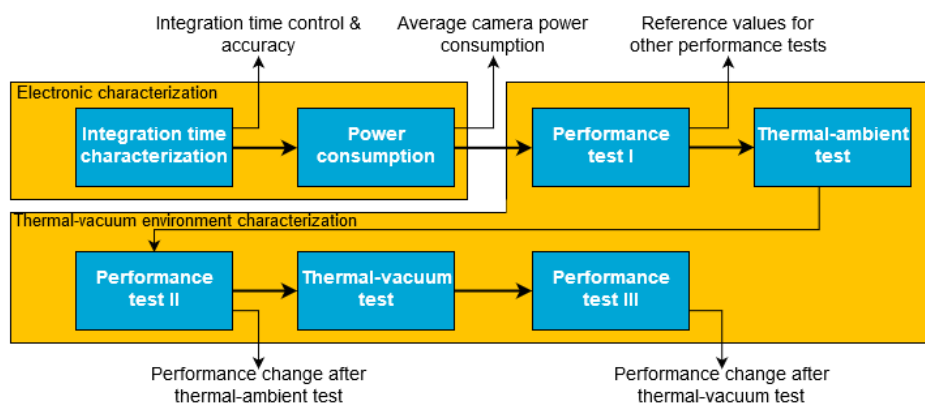 Integration time control &
accuracy
Average camera power
consumption
Reference values for
other performance tests
Electronic characterization
Integration time
characterization
Power
consumption
Performance
test I
Thermal-ambient
test
Thermal-vacuum environment characterization
Performance
test II
Thermal-vacuum
test
Performance
test III
Performance change after
thermal-ambient test
Performance change after
thermal-vacuum test